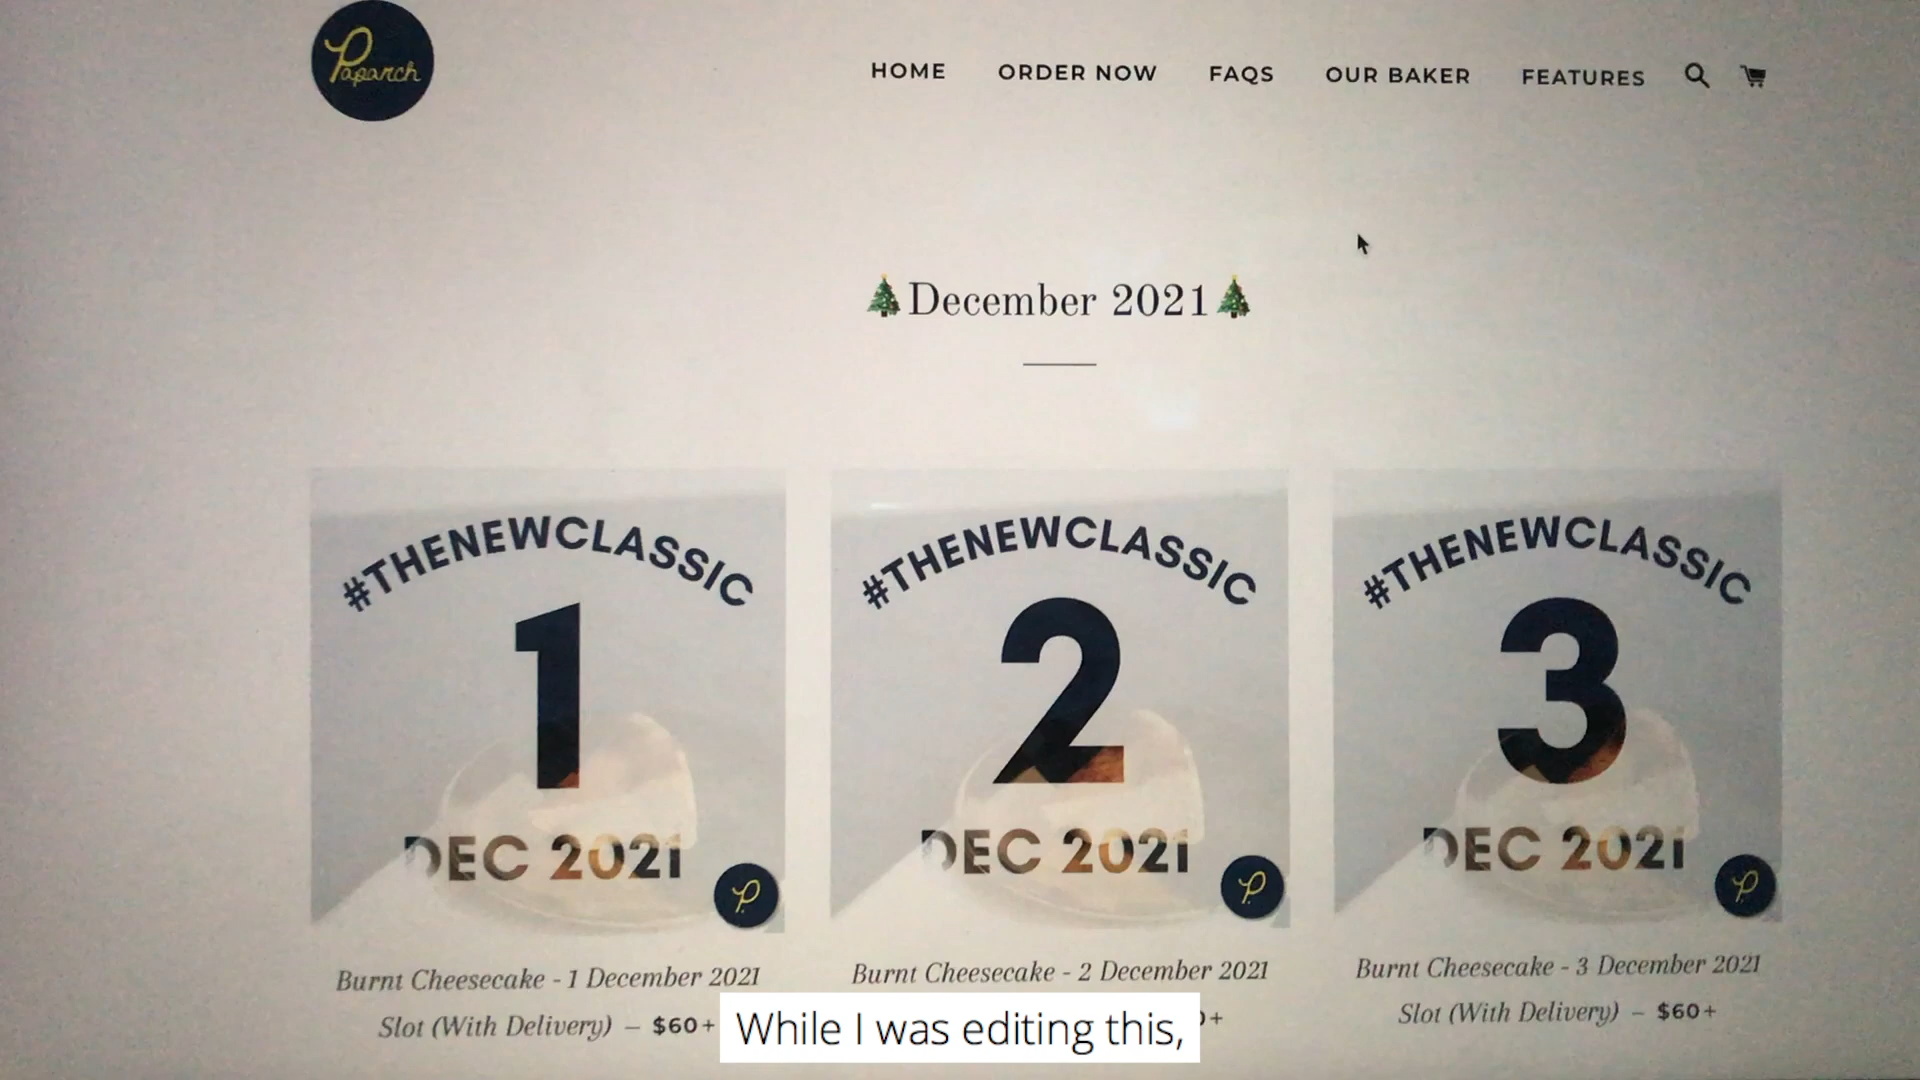 Paparch
HOME ORDER NOW FAQS OUR BAKER FEATURES
December 2021
#THENEWCLASSIC
1
DEC 2021
P.
Burnt Cheesecake - 1 December 2021
Slot (With Delivery) – $60+
#THENEWCLASSIC
2
DEC 2021
P.
Burnt Cheesecake - 2 December 2021
#THENEWCLASSIC
3
DEC 2021
P.
Burnt Cheesecake - 3 December 2021
Slot (With Delivery) – $60+
While I was editing this,